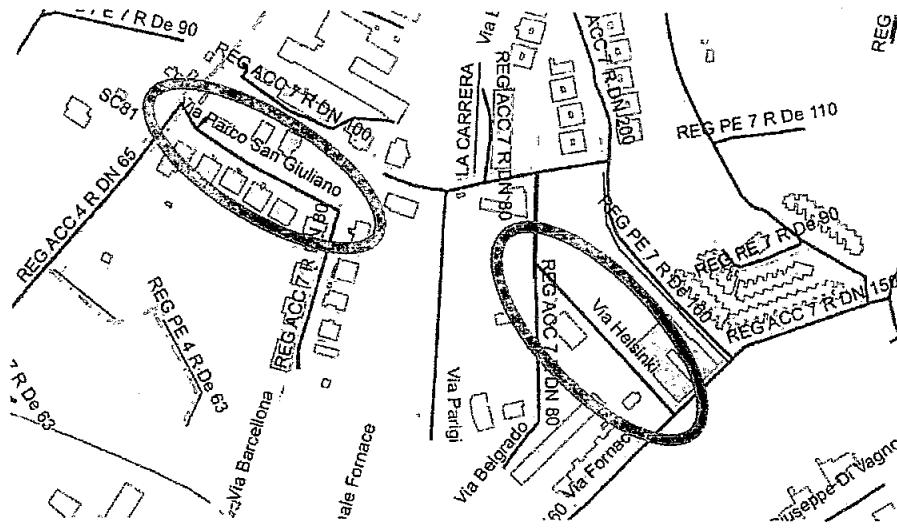 E 7 R De 90
REG ACC 7 R DN 100
SC81
Via Parco San Giuliano
REG ACC 4 R DN 65
REG ACC 7 R DN 80
REG PE 4 R De 63
7 R De 63
Via Barcellona
ale Fornace
LA CARRERA
REG ACC 7 R DN 80
ACC 7 R DN 200
REG PE 7 R De 110
REG
REG PE 7 R De 160
REG PE 7 R De 90
REG ACC 7 R DN 150
REG ACC 7 R DN 80
Via Helsinki
Via Parigi
Via Belgrado
Via Fornace
60
Giuseppe Di Vagno